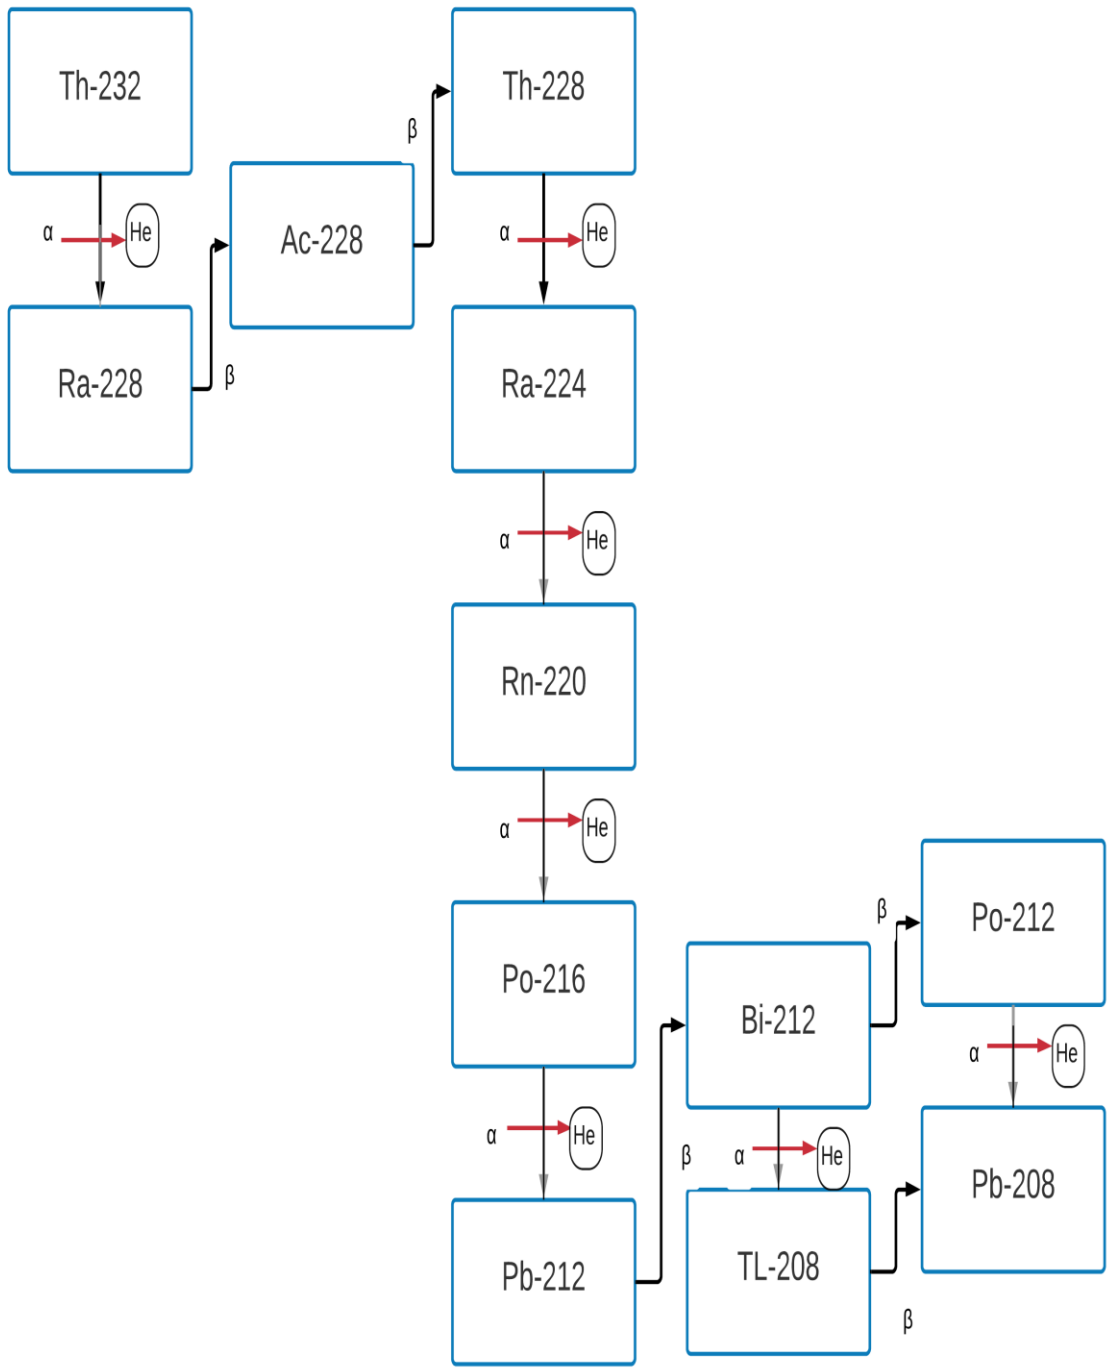 Th-232
α
He
Ra-228
β
Ac-228
β
Th-228
α
He
Ra-224
α
He
Rn-220
α
He
Po-216
α
He
Pb-212
β
Bi-212
α
He
TL-208
β
β
Po-212
α
He
Pb-208